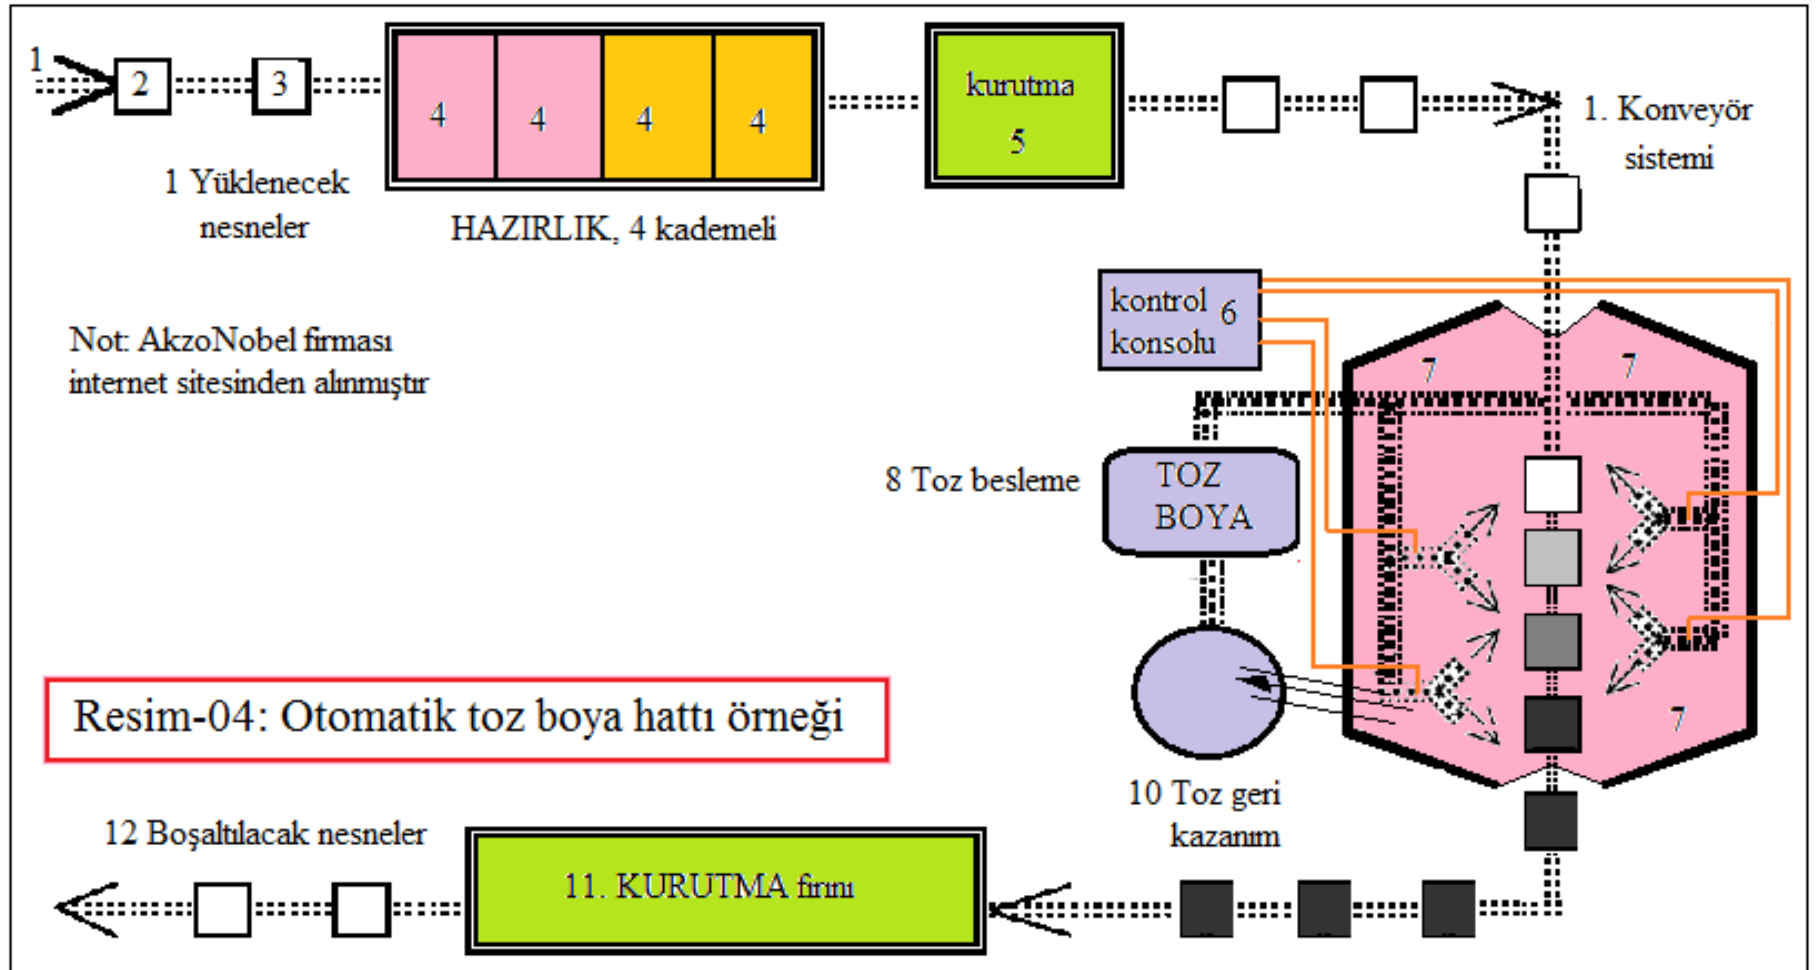 1
2
3
4
4
4
4
kurutma
5
1. Konveyör
sistemi
1 Yüklenecek
nesneler
HAZIRLIK, 4 kademeli
kontrol 6
konsolu
Not: AkzoNobel firması
internet sitesinden alınmıştır
7
7
8 Toz besleme
TOZ
BOYA
Resim-04: Otomatik toz boya hattı örneği
7
10 Toz geri
kazanım
12 Boşaltılacak nesneler
11. KURUTMA fırını